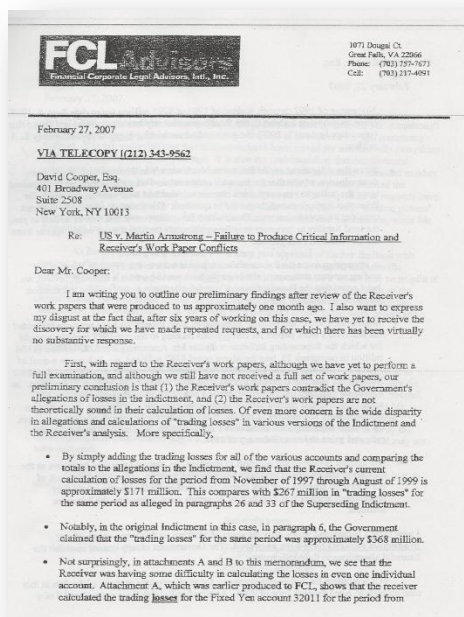 FCL Advisors
Financial Corporate Legal Advisors, Intl., Inc.
1071 Dougal Ct.
Great Falls, VA 22066
Phone: (703) 757-7673
Cell: (703) 217-4091
February 27, 2007
VIA TELECOPY [(212) 343-9562
David Cooper, Esq.
401 Broadway Avenue
Suite 2508
New York, NY 10013
Re: US v. Martin Armstrong – Failure to Produce Critical Information and
Receiver's Work Paper Conflicts
Dear Mr. Cooper:
I am writing you to outline our preliminary findings after review of the Receiver's
work papers that were produced to us approximately one month ago. I also want to express
my disgust at the fact that, after six years of working on this case, we have yet to receive the
discovery for which we have made repeated requests, and for which there has been virtually
no substantive response.
First, with regard to the Receiver's work papers, although we have yet to perform a
full examination, and although we still have not received a full set of work papers, our
preliminary conclusion is that (1) the Receiver's work papers contradict the Government's
allegations of losses in the indictment, and (2) the Receiver's work papers are not
theoretically sound in their calculation of losses. Of even more concern is the wide disparity
in allegations and calculations of "trading losses" in various versions of the Indictment and
the Receiver's analysis. More specifically,
• By simply adding the trading losses for all of the various accounts and comparing the
totals to the allegations in the Indictment, we find that the Receiver's current
calculation of losses for the period from November of 1997 through August of 1999 is
approximately $171 million. This compares with $267 million in "trading losses" for
the same period as alleged in paragraphs 26 and 33 of the Superseding Indictment.
• Notably, in the original Indictment in this case, in paragraph 6, the Government
claimed that the "trading losses" for the same period was approximately $368 million.
• Not surprisingly, in attachments A and B to this memorandum, we see that the
Receiver was having some difficulty in calculating the losses in even one individual
account. Attachment A, which was earlier produced to FCL, shows that the receiver
calculated the trading losses for the Fixed Yen account 32011 for the period from